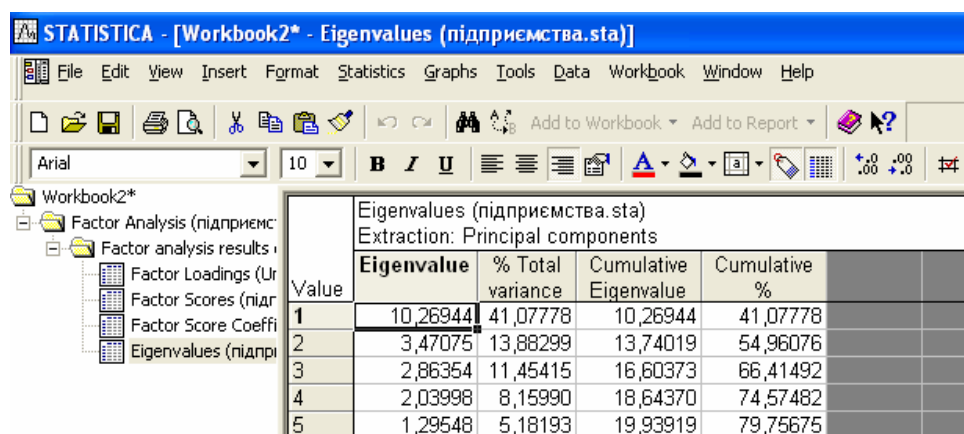 STATISTICA - [Workbook2* - Eigenvalues (підприємства.sta)]
File Edit View Insert Format Statistics Graphs Tools Data Workbook Window Help
Add to Workbook Add to Report
Arial 10 B I U A a
Workbook2*
Factor Analysis (підприємс
Factor analysis results
Factor Loadings (Ur
Factor Scores (підг
Factor Score Coeffi
Eigenvalues (підпр
Eigenvalues (підприємства.sta)
Extraction: Principal components
Value Eigenvalue % Total variance Cumulative Eigenvalue Cumulative %
1 10,26944 41,07778 10,26944 41,07778
2 3,47075 13,88299 13,74019 54,96076
3 2,86354 11,45415 16,60373 66,41492
4 2,03998 8,15990 18,64370 74,57482
5 1,29548 5,18193 19,93919 79,75675